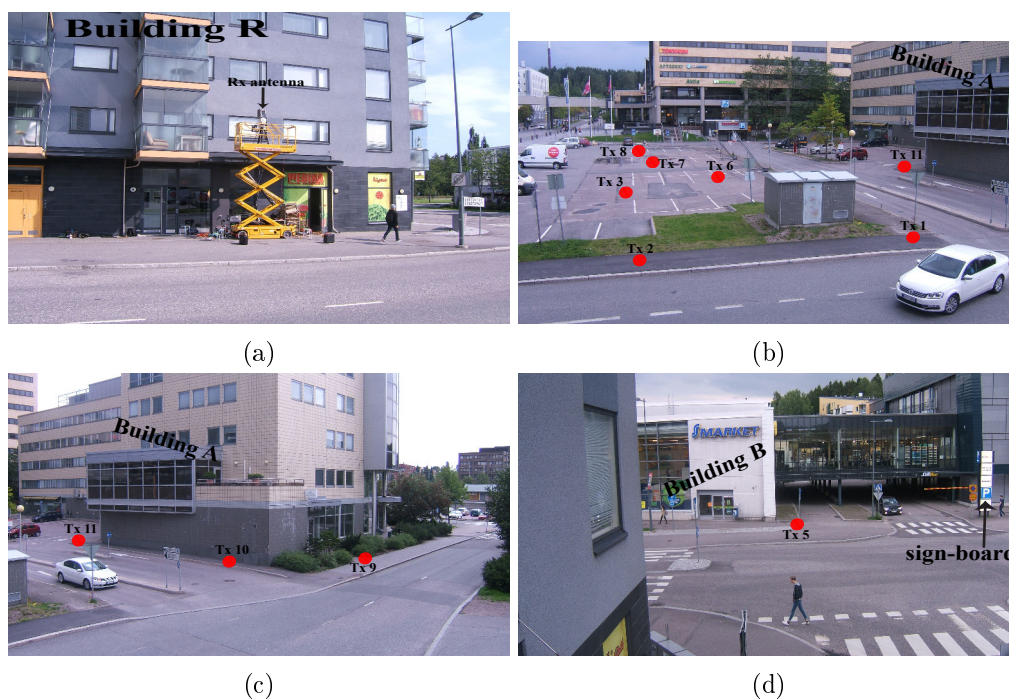 Building R
Rx antenna
(a)
Building A
Tx 8
Tx 7
Tx 6
Tx 11
Tx 3
Tx 1
Tx 2
(b)
Building A
Tx 11
Tx 10
Tx 9
(c)
S MARKET
Building B
P
Tx 5
sign-board
(d)